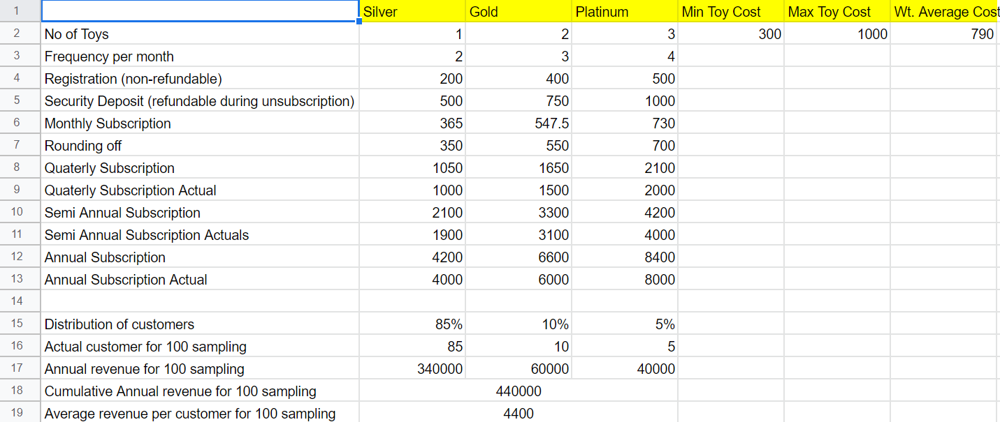 1 Silver Gold Platinum Min Toy Cost Max Toy Cost Wt. Average Cost
2 No of Toys 1 2 3 300 1000 790
3 Frequency per month 2 3 4
4 Registration (non-refundable) 200 400 500
5 Security Deposit (refundable during unsubscription) 500 750 1000
6 Monthly Subscription 365 547.5 730
7 Rounding off 350 550 700
8 Quaterly Subscription 1050 1650 2100
9 Quaterly Subscription Actual 1000 1500 2000
10 Semi Annual Subscription 2100 3300 4200
11 Semi Annual Subscription Actuals 1900 3100 4000
12 Annual Subscription 4200 6600 8400
13 Annual Subscription Actual 4000 6000 8000
14
15 Distribution of customers 85% 10% 5%
16 Actual customer for 100 sampling 85 10 5
17 Annual revenue for 100 sampling 340000 60000 40000
18 Cumulative Annual revenue for 100 sampling 440000
19 Average revenue per customer for 100 sampling 4400